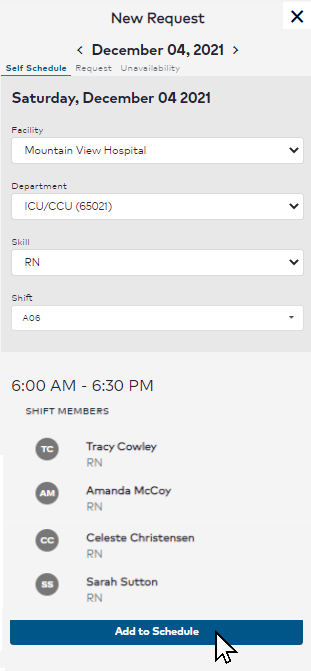 New Request
December 04, 2021
Self Schedule Request Unavailability
Saturday, December 04 2021
Facility
Mountain View Hospital
Department
ICU/CCU (65021)
Skill
RN
Shift
A06
6:00 AM - 6:30 PM
SHIFT MEMBERS
TC Tracy Cowley
RN
AM Amanda McCoy
RN
CC Celeste Christensen
RN
SS Sarah Sutton
RN
Add to Schedule